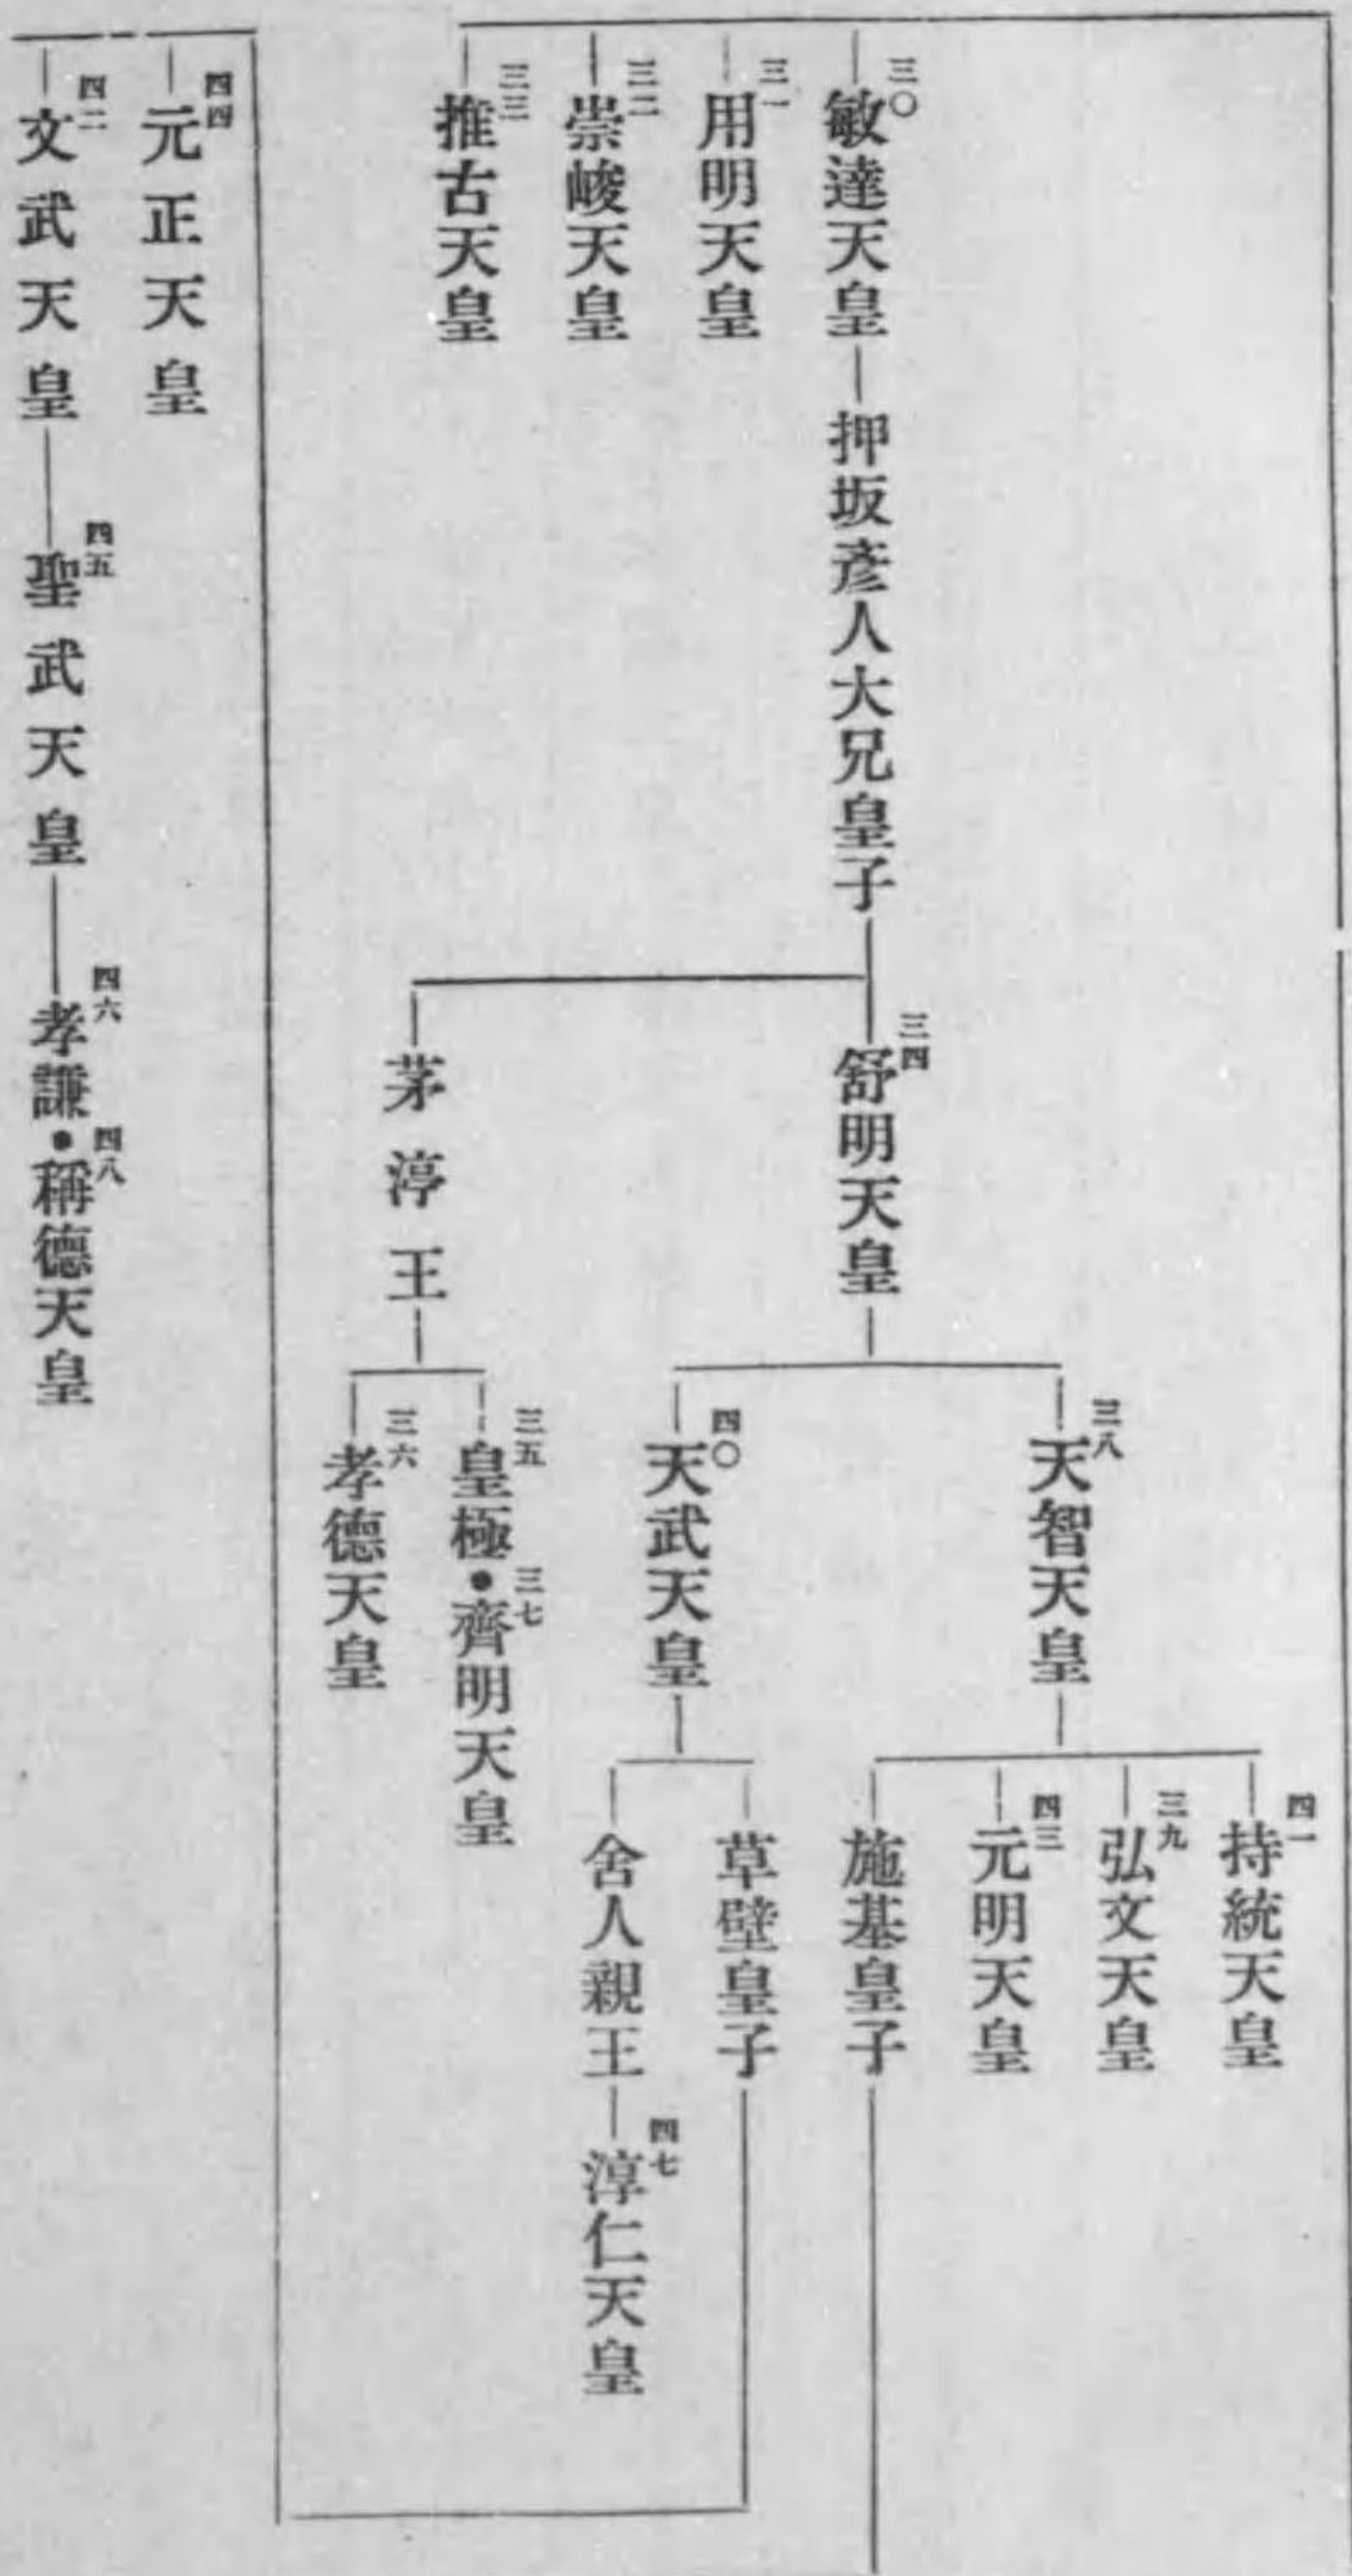 三〇
敏達天皇
押坂彥人大兄皇子
三四
舒明天皇
三八
天智天皇
四一
持統天皇
三九
弘文天皇
四三
元明天皇
施基皇子
四〇
天武天皇
草壁皇子
舍人親王
四七
淳仁天皇
茅渟王
三五 三七
皇極・齊明天皇
三六
孝德天皇
三一
用明天皇
三二
崇峻天皇
三三
推古天皇
四四
元正天皇
四二
文武天皇
四五
聖武天皇
四六 四八
孝謙・稱德天皇